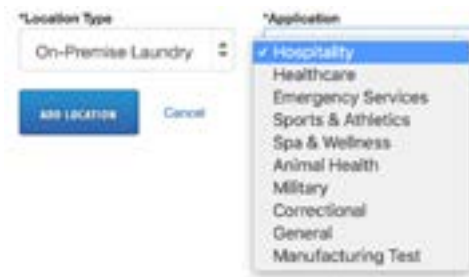 *Location Type
*Application
On-Premise Laundry
✓ Hospitality
Healthcare
Emergency Services
Sports & Athletics
Spa & Wellness
Animal Health
Military
Correctional
General
Manufacturing Test
ADD LOCATION
Cancel